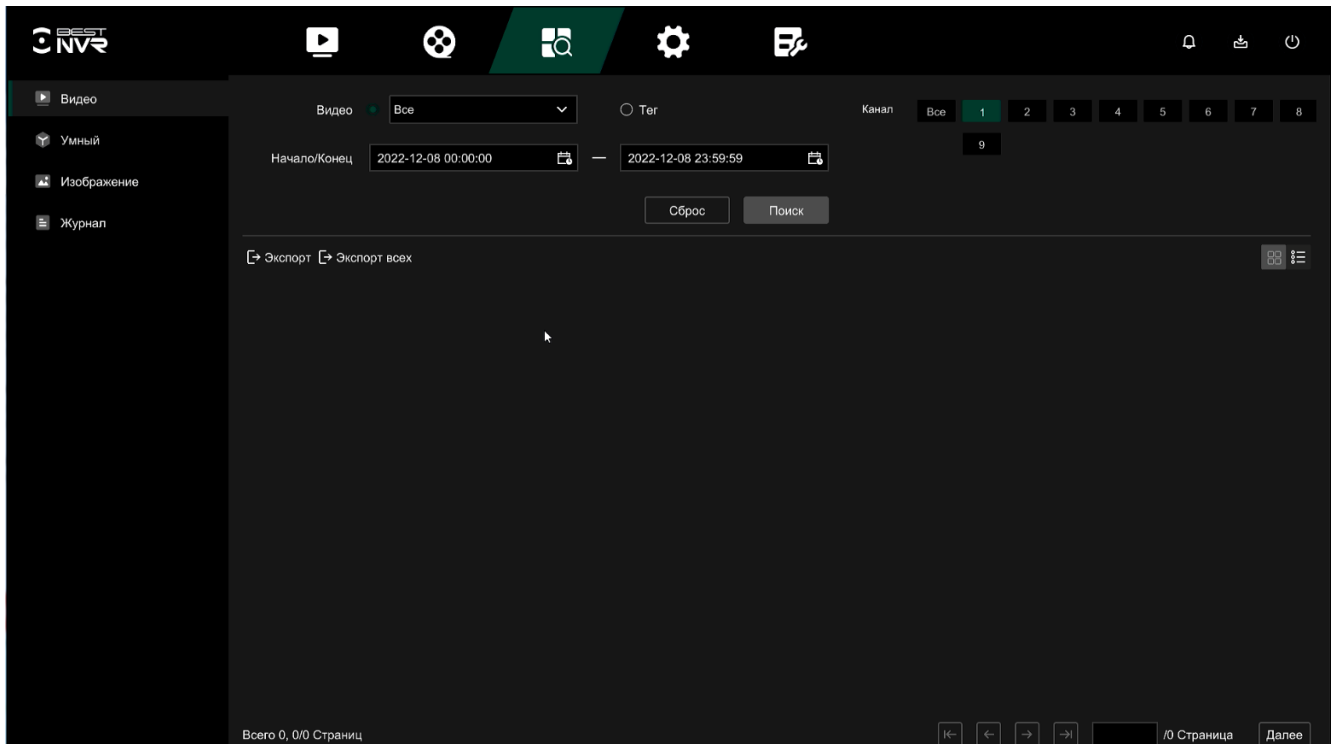 BEST
NVR
Видео
Умный
Изображение
Журнал
Видео Все Тег
Начало/Конец 2022-12-08 00:00:00 — 2022-12-08 23:59:59
Канал Все 1 2 3 4 5 6 7 8
9
Сброс Поиск
Экспорт Экспорт всех
Всего 0, 0/0 Страниц /0 Страница Далее